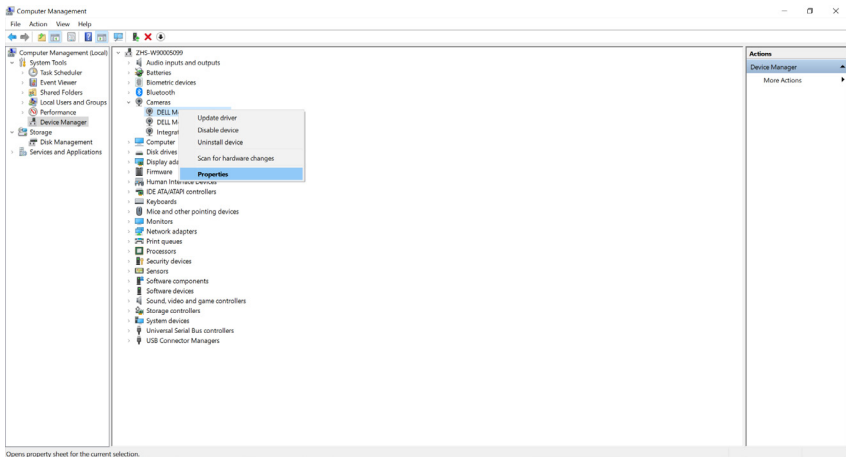 Computer Management
File Action View Help
Computer Management (Local)
System Tools
Task Scheduler
Event Viewer
Shared Folders
Local Users and Groups
Performance
Device Manager
Storage
Disk Management
Services and Applications
ZHS-W90005099
Audio inputs and outputs
Batteries
Biometric devices
Bluetooth
Cameras
DELL M
DELL M
Integrat
Computer
Disk drives
Display ada
Firmware
Human Interface Devices
IDE ATA/ATAPI controllers
Keyboards
Mice and other pointing devices
Monitors
Network adapters
Print queues
Processors
Security devices
Sensors
Software components
Software devices
Sound, video and game controllers
Storage controllers
System devices
Universal Serial Bus controllers
USB Connector Managers
Update driver
Disable device
Uninstall device
Scan for hardware changes
Properties
Actions
Device Manager
More Actions
Opens property sheet for the current selection.